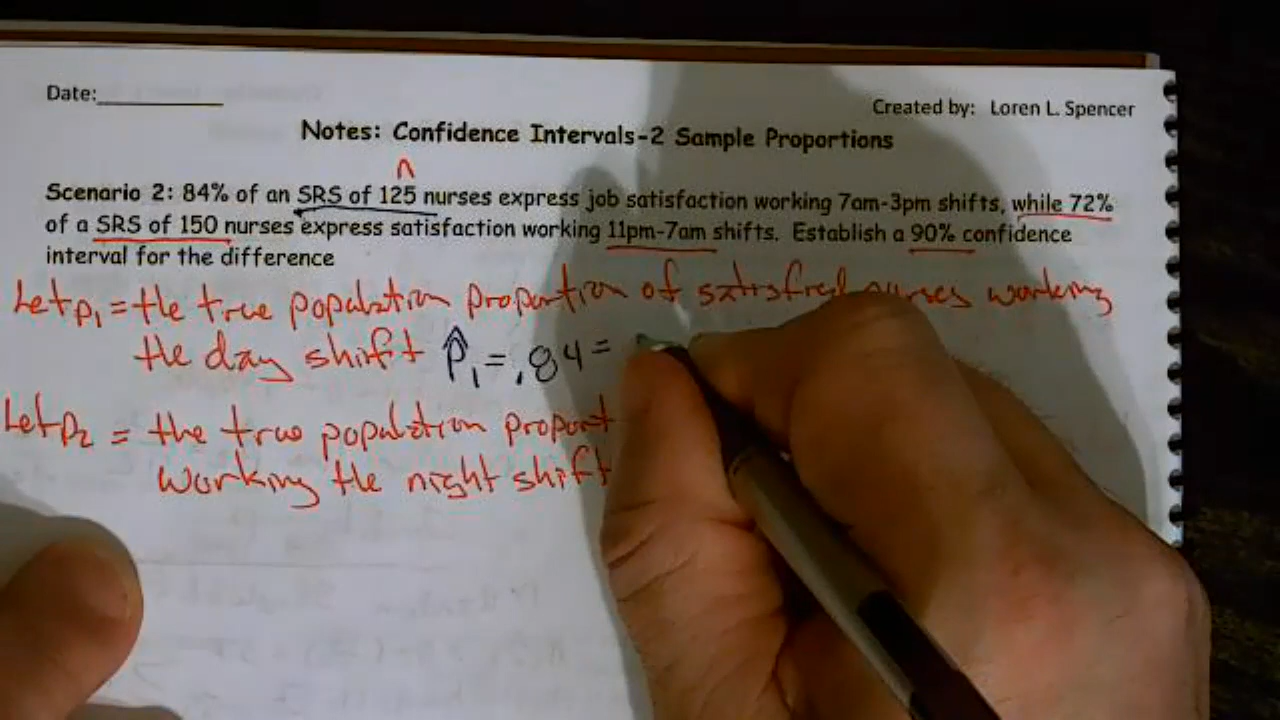 Date:__________
Created by: Loren L. Spencer
Notes: Confidence Intervals-2 Sample Proportions
n
Scenario 2: 84% of an SRS of 125 nurses express job satisfaction working 7am-3pm shifts, while 72%
of a SRS of 150 nurses express satisfaction working 11pm-7am shifts. Establish a 90% confidence
interval for the difference
Let p₁ = the true population proportion of satisfied nurses working
the day shift p̂₁ = .84 =
Let p₂ = the true population
working the night shift